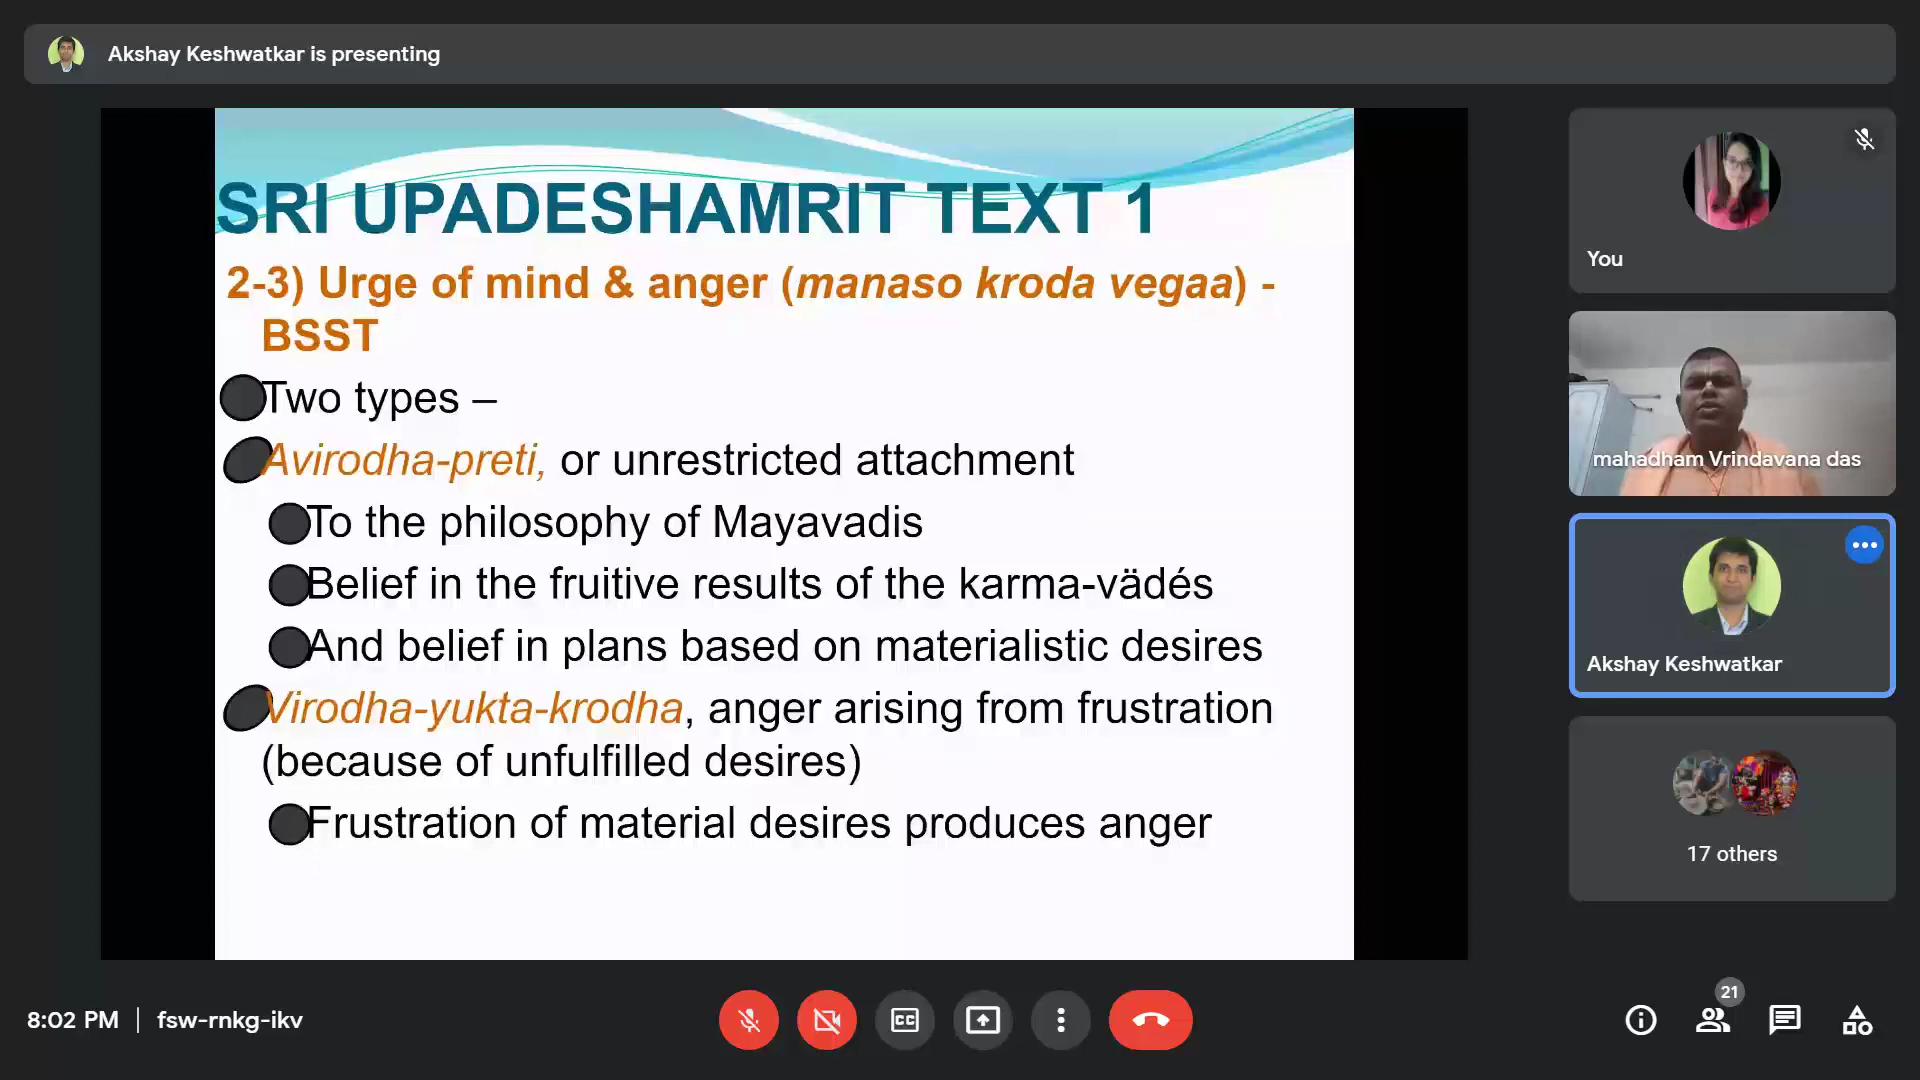 Akshay Keshwatkar is presenting
SRI UPADESHAMRIT TEXT 1
2-3) Urge of mind & anger (manaso kroda vegaa) -
BSST
Two types –
Avirodha-preti, or unrestricted attachment
To the philosophy of Mayavadis
Belief in the fruitive results of the karma-vädés
And belief in plans based on materialistic desires
Virodha-yukta-krodha, anger arising from frustration
(because of unfulfilled desires)
Frustration of material desires produces anger
You
mahadham Vrindavana das
Akshay Keshwatkar
17 others
8:02 PM | fsw-rnkg-ikv
CC
21